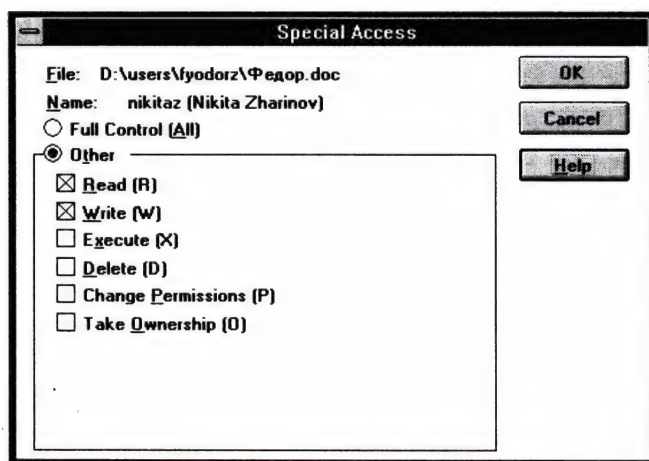 Special Access
File: D:\users\fyodorz\Федор.doc
Name: nikitaz (Nikita Zharinov)
Full Control (All)
Other
Read (R)
Write (W)
Execute (X)
Delete (D)
Change Permissions (P)
Take Ownership (O)
OK
Cancel
Help